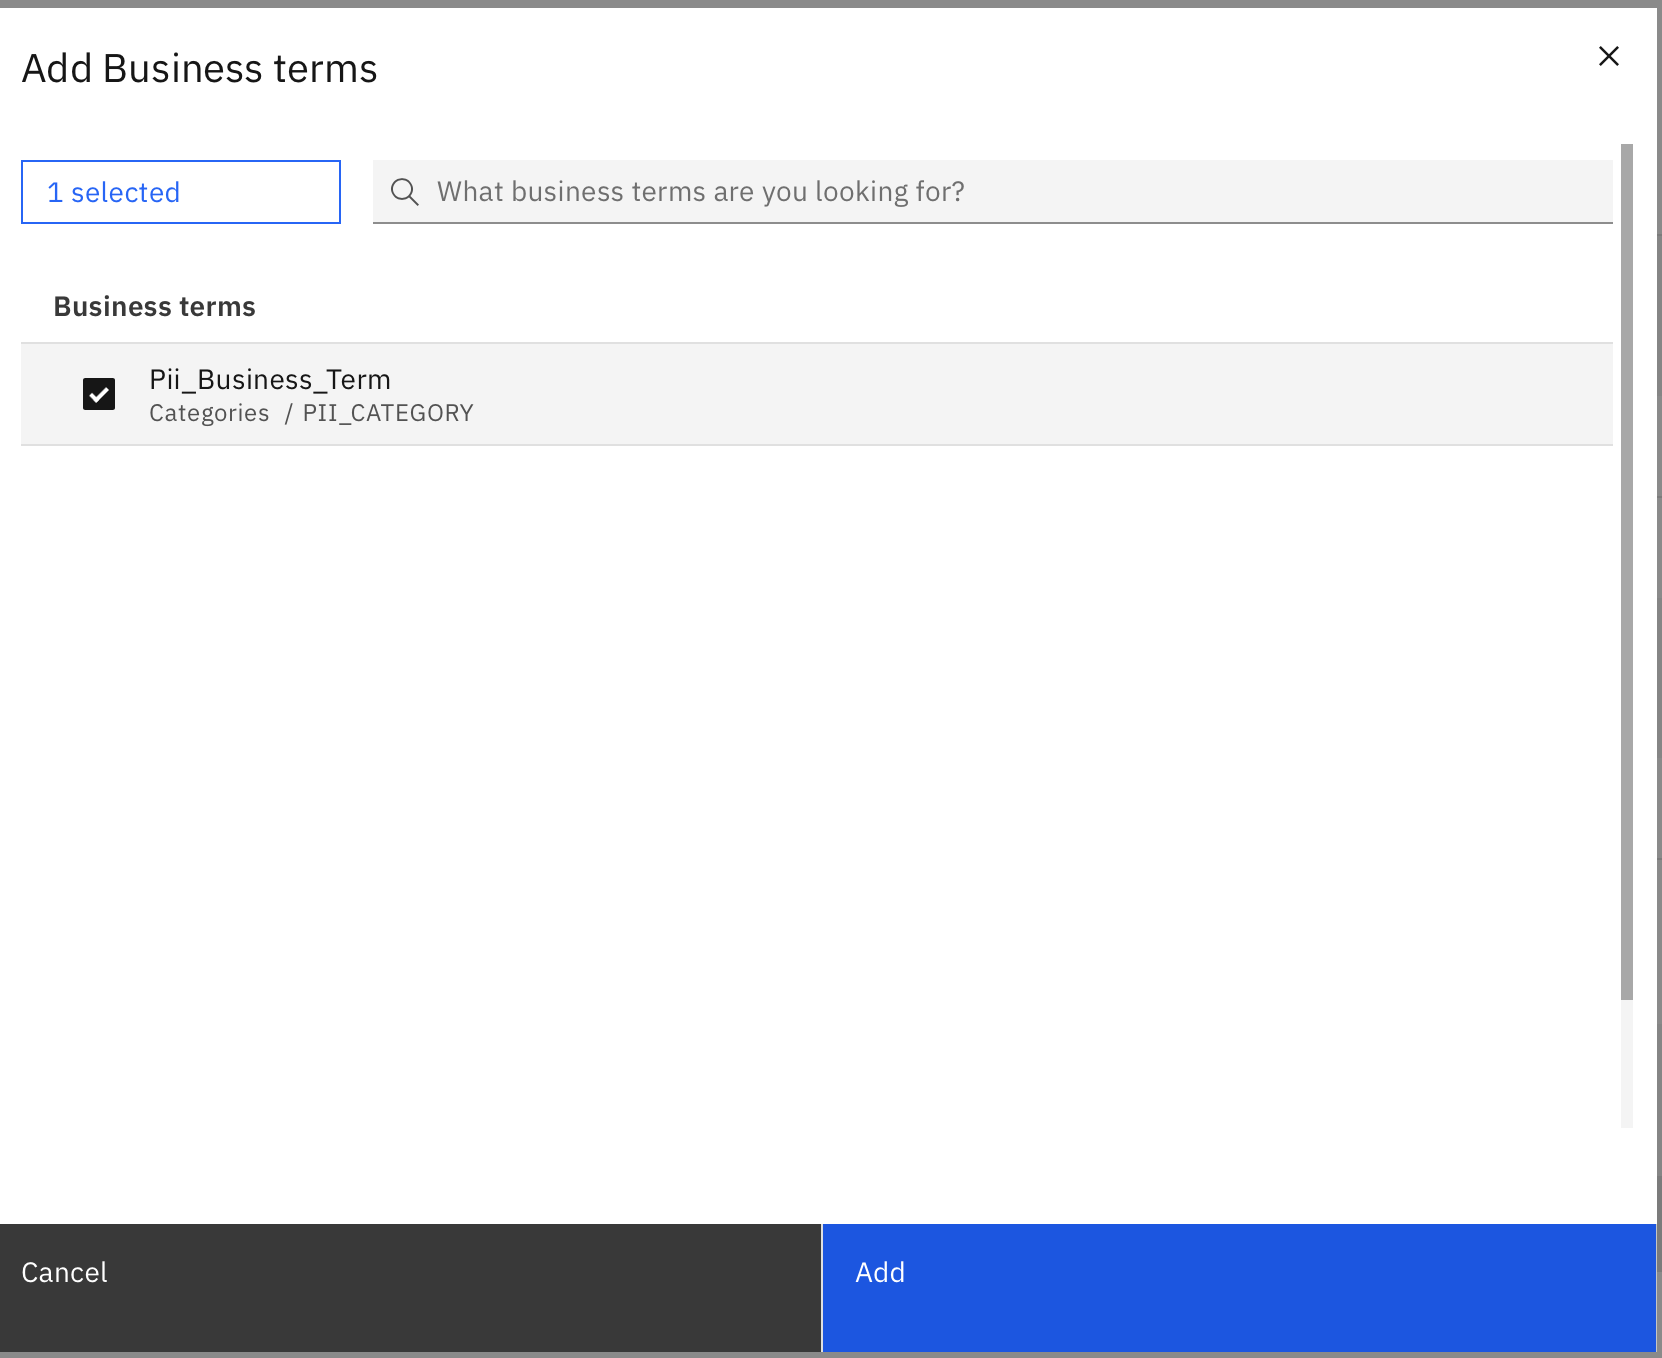 Add Business terms
1 selected
What business terms are you looking for?
Business terms
Pii_Business_Term
Categories / PII_CATEGORY
Cancel
Add